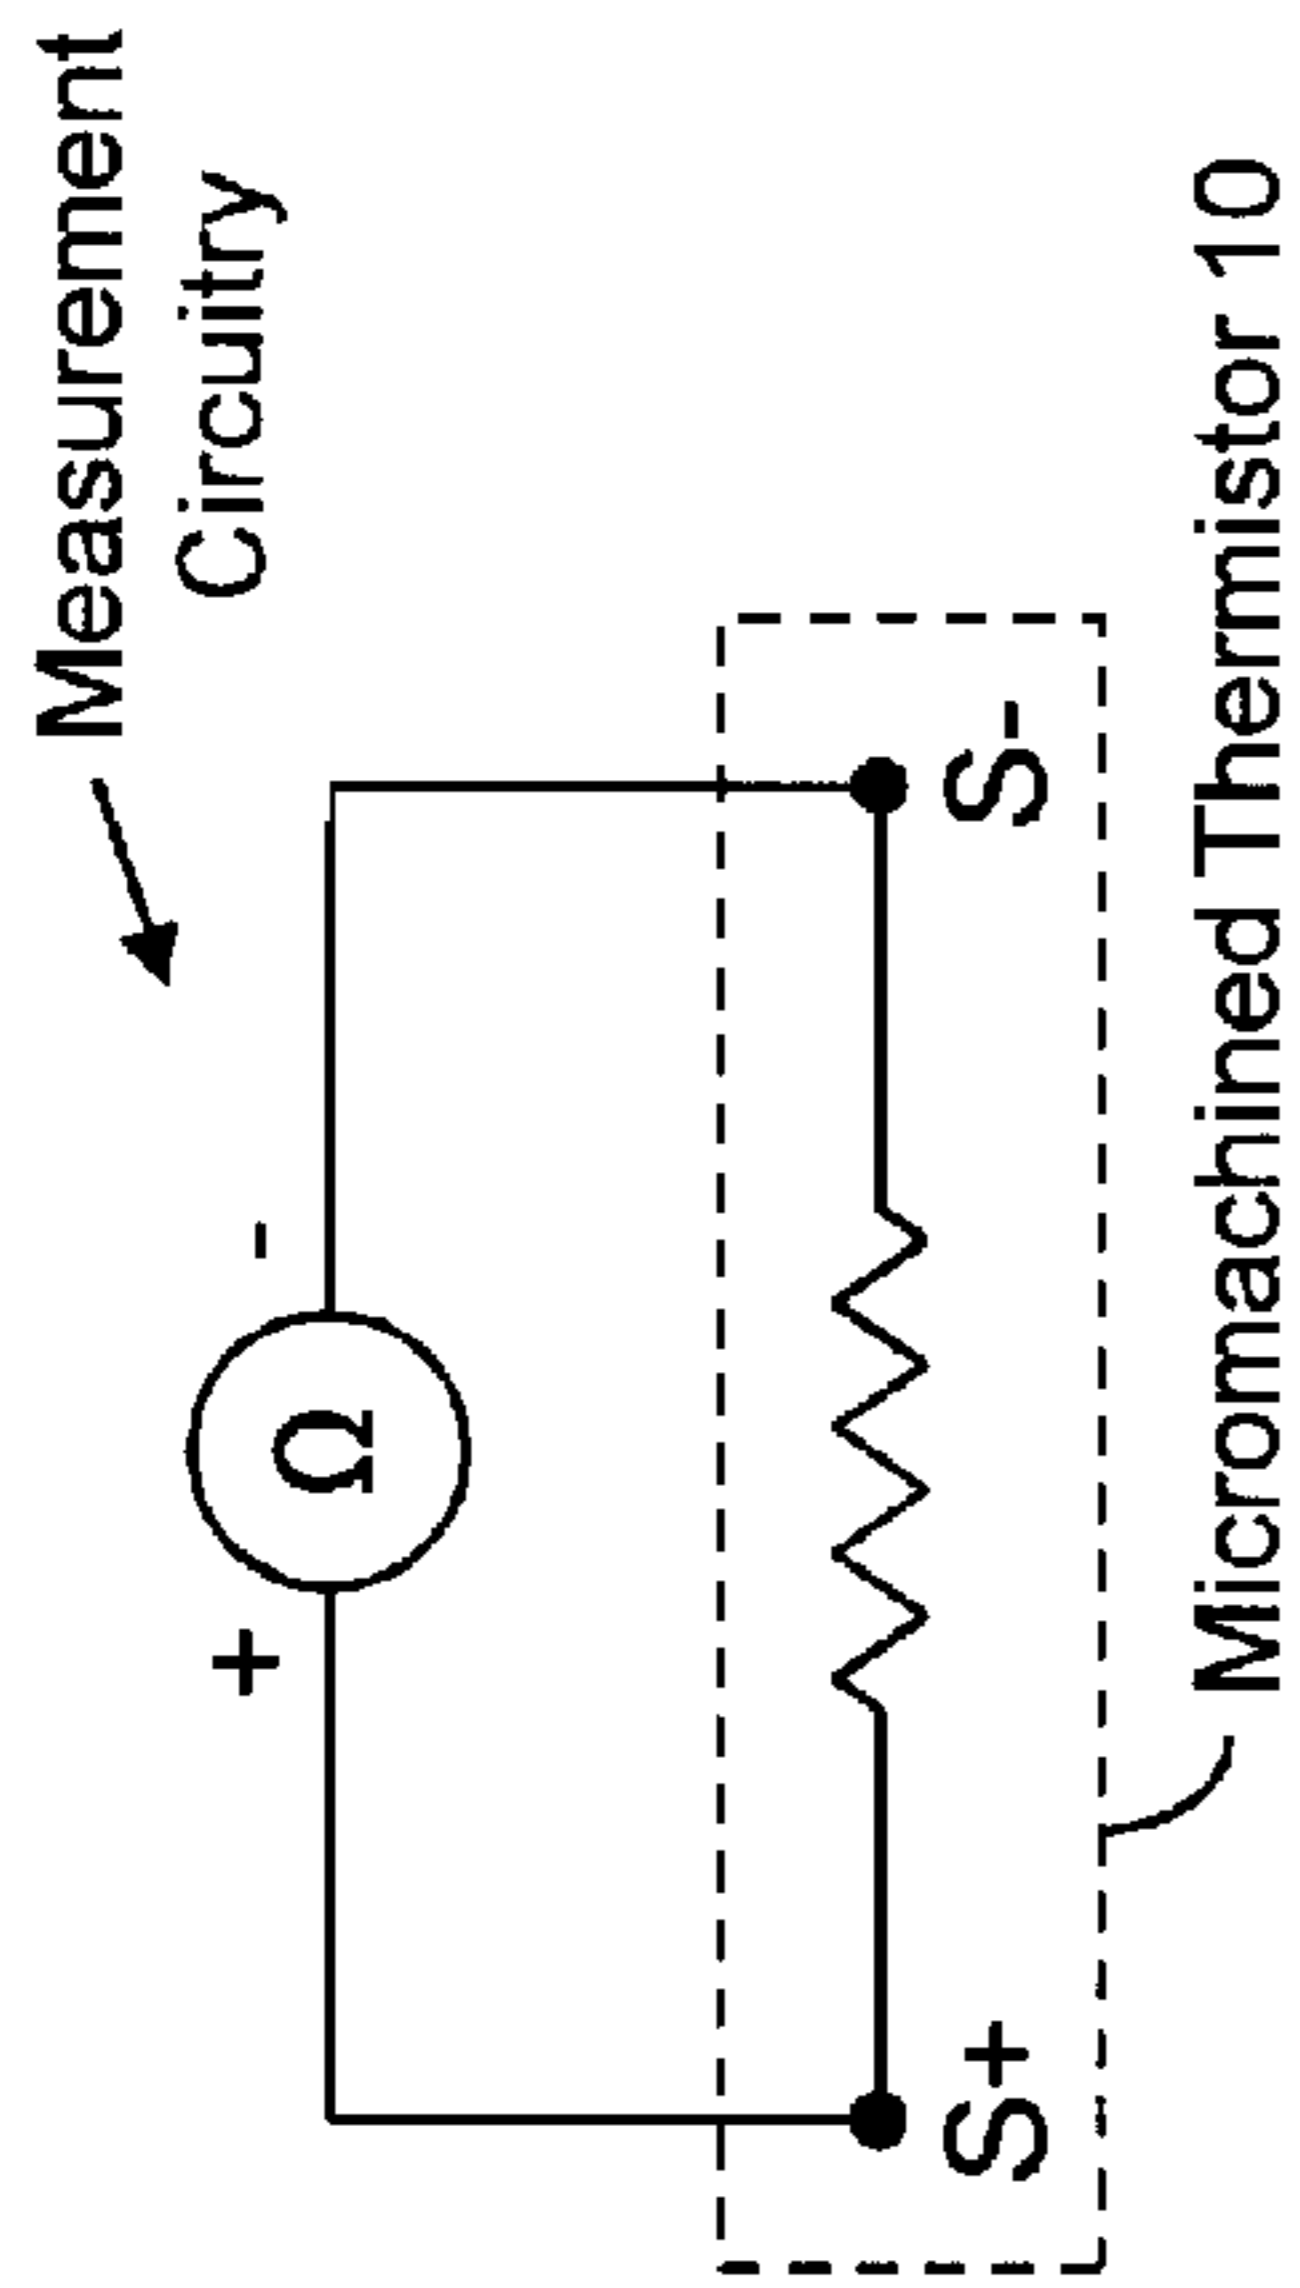 Measurement
Circuitry
+ -
Ω
S+ S-
Micromachined Thermistor 10